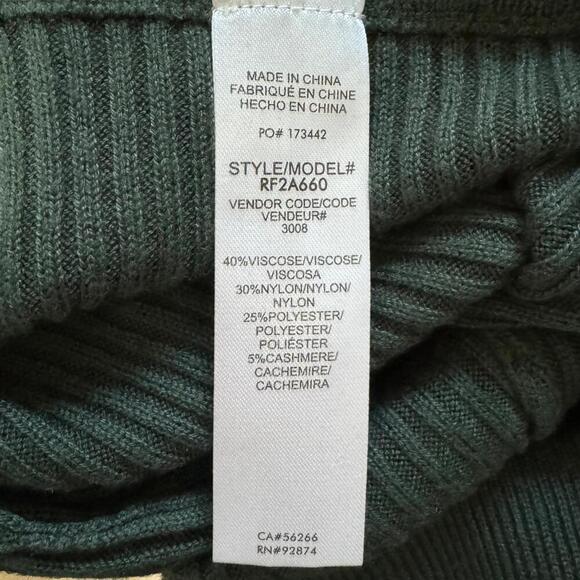 MADE IN CHINA
FABRIQUÉ EN CHINE
HECHO EN CHINA
PO# 173442
STYLE/MODEL#
RF2A660
VENDOR CODE/CODE
VENDEUR#
3008
40%VISCOSE/VISCOSE/
VISCOSA
30%NYLON/NYLON/
NYLON
25%POLYESTER/
POLYESTER/
POLIÉSTER
5%CASHMERE/
CACHEMIRE/
CACHEMIRA
CA#56266
RN#92874